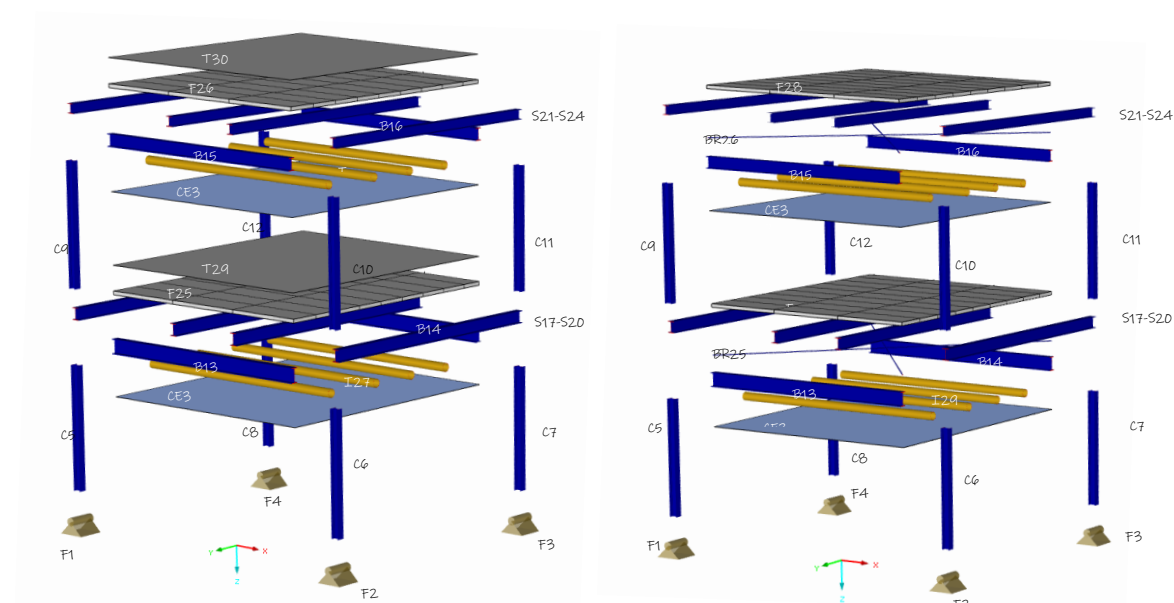 T30
F26
S21-S24
B16
B15
CE3
C9
C12
C11
C10
T29
F25
S17-S20
B14
B13
I27
CE3
C5
C8
C7
C6
F4
F1
F3
F2
Y X
Z
F28
S21-S24
BR26
B16
B15
CE3
C9
C12
C11
C10
S17-S20
BR25
B14
B13
I29
C5
C7
C8
C6
F4
F1
F3
Y X
Z